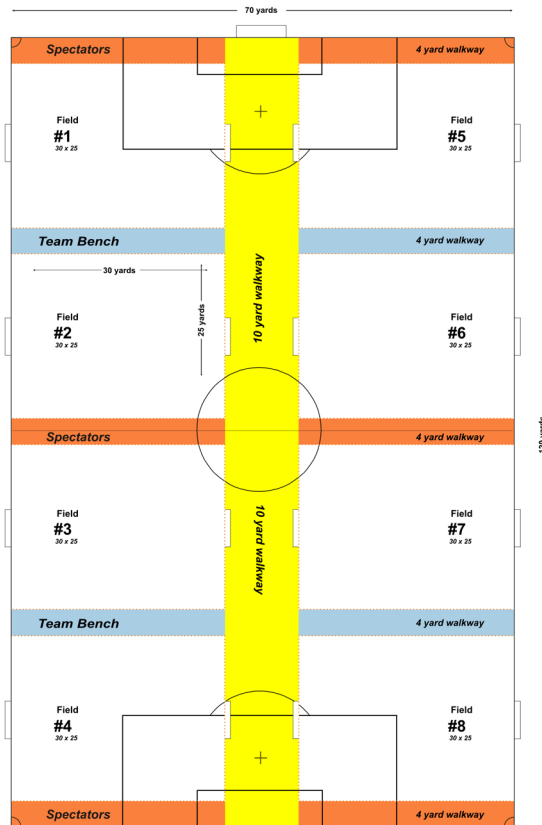 70 yards
Spectators
4 yard walkway
Field
#1
30 x 25
Field
#5
30 x 25
Team Bench
4 yard walkway
30 yards
25 yards
10 yard walkway
Field
#2
30 x 25
Field
#6
30 x 25
Spectators
4 yard walkway
Field
#3
30 x 25
10 yard walkway
Field
#7
30 x 25
Team Bench
4 yard walkway
Field
#4
30 x 25
Field
#8
30 x 25
Spectators
4 yard walkway